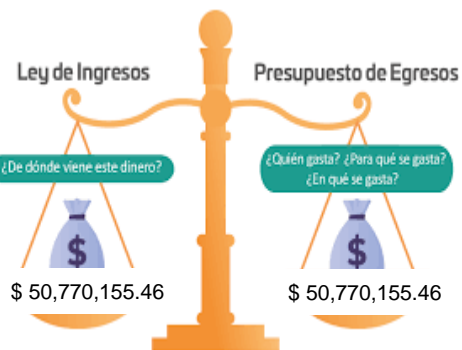 Ley de Ingresos
Presupuesto de Egresos
¿De dónde viene este dinero?
¿Quién gasta? ¿Para qué se gasta?
¿En qué se gasta?
$
$
$ 50,770,155.46
$ 50,770,155.46